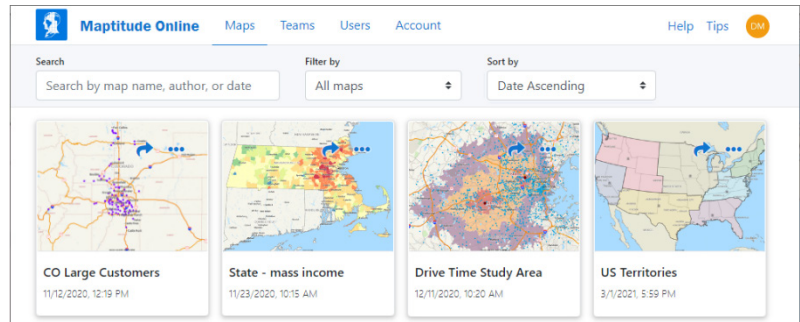 Maptitude Online Maps Teams Users Account Help Tips DM
Search Filter by Sort by
Search by map name, author, or date All maps Date Ascending
CO Large Customers State - mass income Drive Time Study Area US Territories
11/12/2020, 12:19 PM 11/23/2020, 10:15 AM 12/11/2020, 10:20 AM 3/1/2021, 5:59 PM